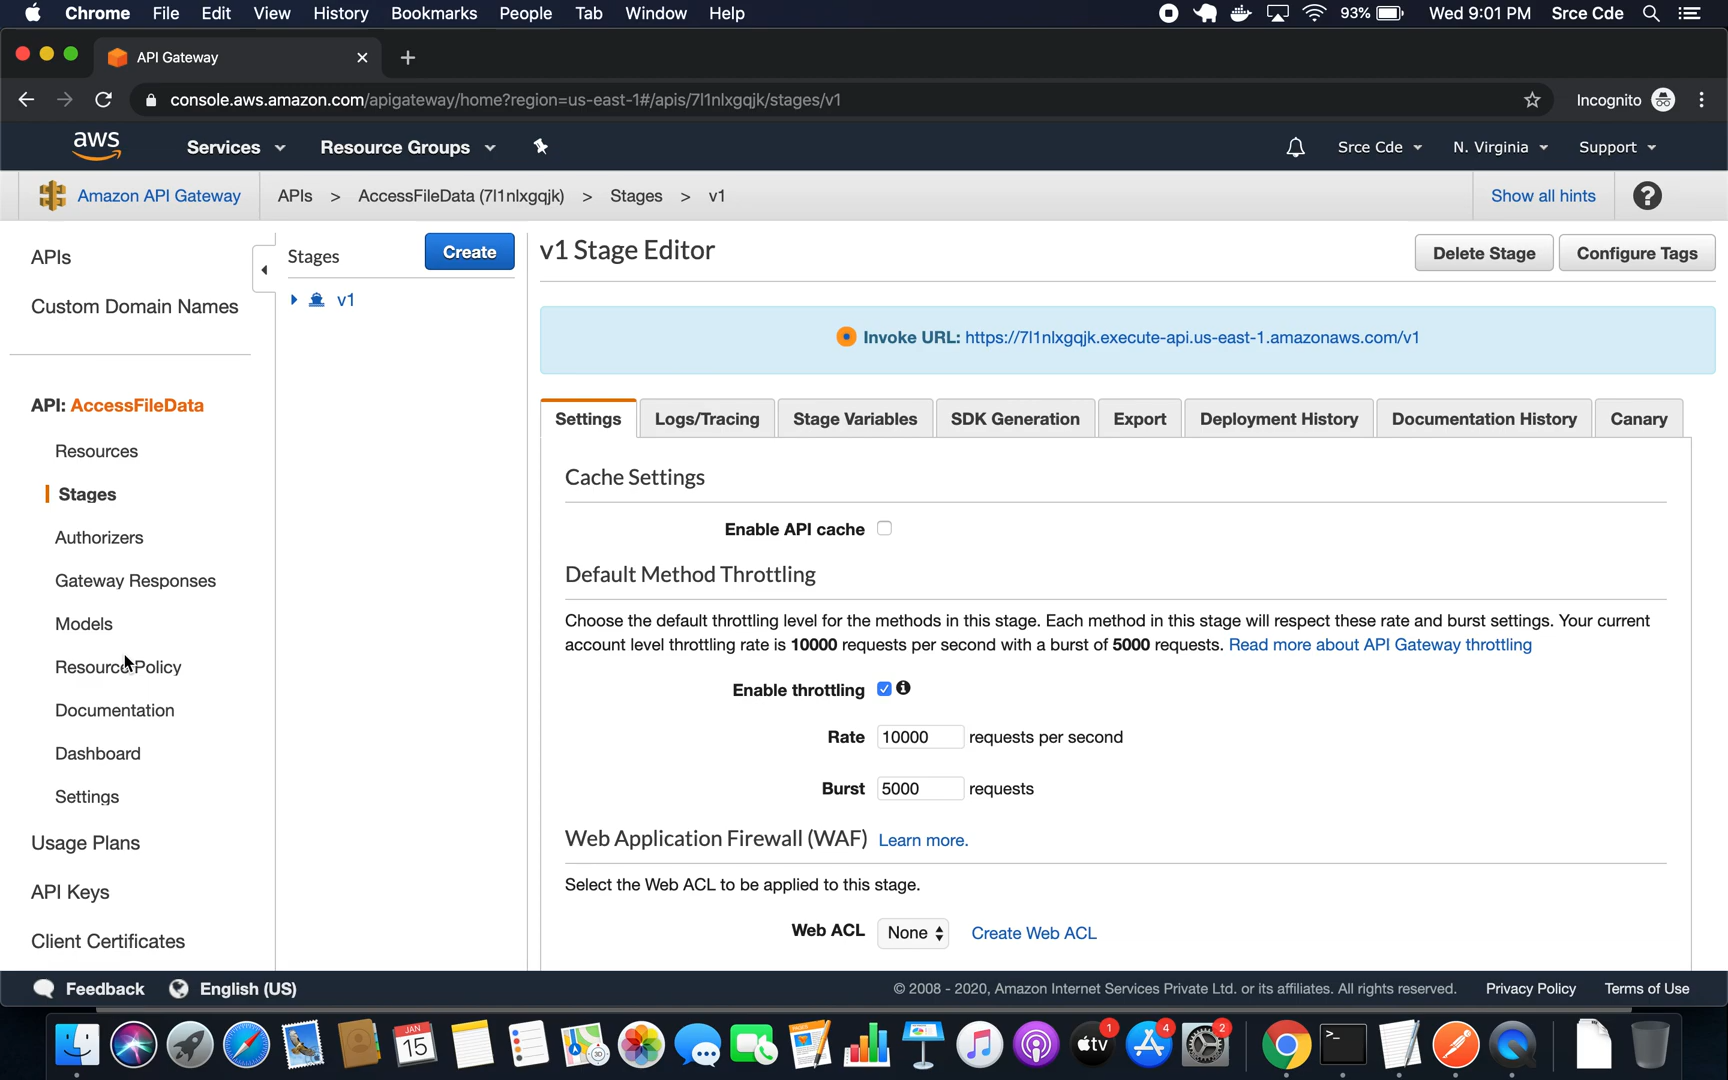 Chrome File Edit View History Bookmarks People Tab Window Help 93% Wed 9:01 PM Srce Cde
API Gateway
console.aws.amazon.com/apigateway/home?region=us-east-1#/apis/7l1nlxgqjk/stages/v1 Incognito
aws Services Resource Groups Srce Cde N. Virginia Support
Amazon API Gateway APIs > AccessFileData (7l1nlxgqjk) > Stages > v1 Show all hints ?
APIs
Custom Domain Names
API: AccessFileData
Resources
Stages
Authorizers
Gateway Responses
Models
Resource Policy
Documentation
Dashboard
Settings
Usage Plans
API Keys
Client Certificates
Stages Create
v1
v1 Stage Editor Delete Stage Configure Tags
Invoke URL: https://7l1nlxgqjk.execute-api.us-east-1.amazonaws.com/v1
Settings Logs/Tracing Stage Variables SDK Generation Export Deployment History Documentation History Canary
Cache Settings
Enable API cache
Default Method Throttling
Choose the default throttling level for the methods in this stage. Each method in this stage will respect these rate and burst settings. Your current
account level throttling rate is 10000 requests per second with a burst of 5000 requests. Read more about API Gateway throttling
Enable throttling
Rate 10000 requests per second
Burst 5000 requests
Web Application Firewall (WAF) Learn more.
Select the Web ACL to be applied to this stage.
Web ACL None Create Web ACL
Feedback English (US) © 2008 - 2020, Amazon Internet Services Private Ltd. or its affiliates. All rights reserved. Privacy Policy Terms of Use
JAN
15
tv
1
4
2